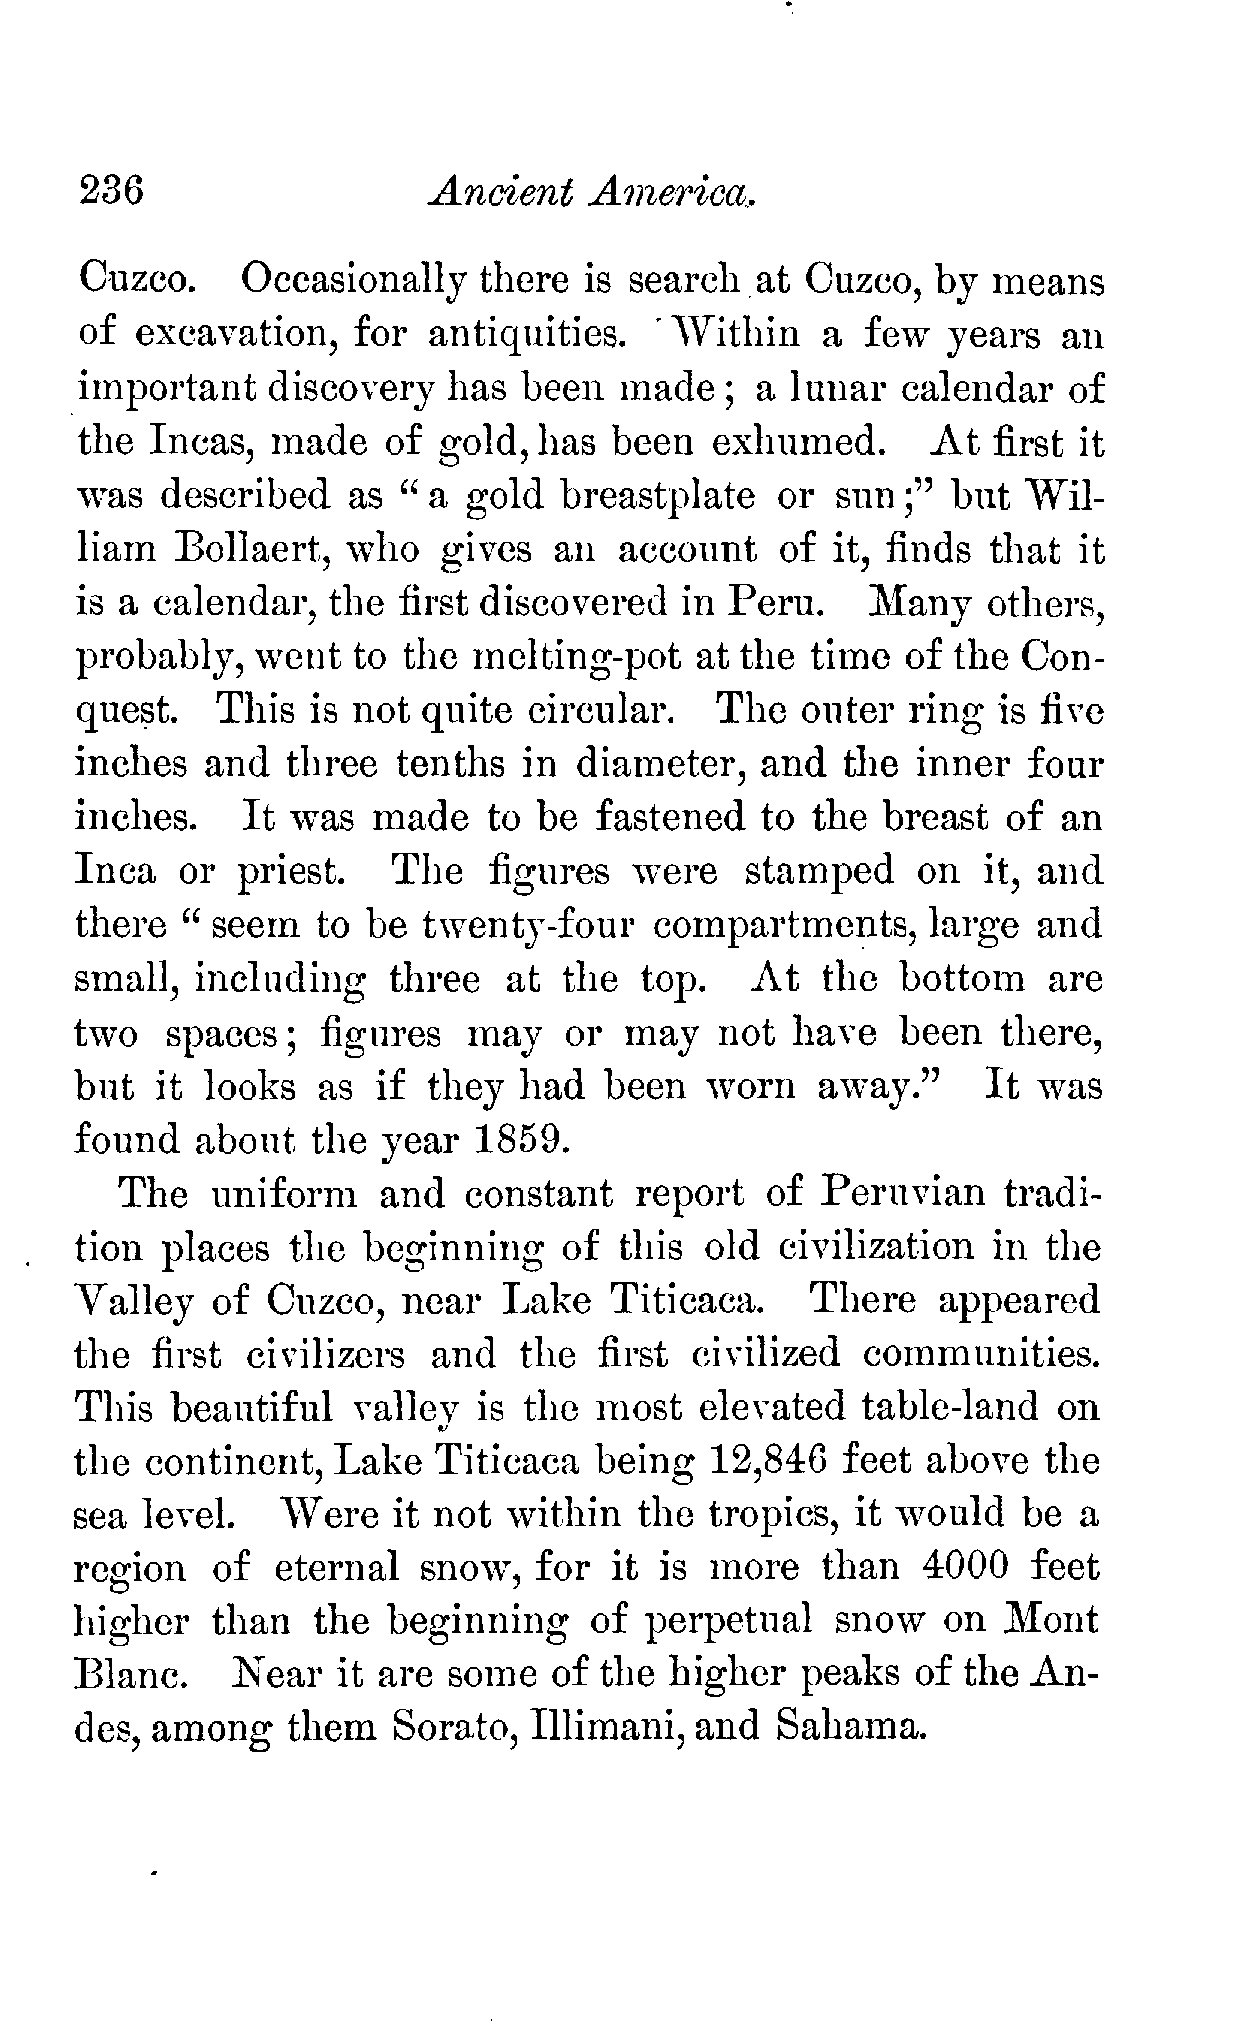 236 Ancient America.
Cuzco. Occasionally there is search at Cuzco, by means
of excavation, for antiquities. Within a few years an
important discovery has been made; a lunar calendar of
the Incas, made of gold, has been exhumed. At first it
was described as "a gold breastplate or sun;" but Wil-
liam Bollaert, who gives an account of it, finds that it
is a calendar, the first discovered in Peru. Many others,
probably, went to the melting-pot at the time of the Con-
quest. This is not quite circular. The outer ring is five
inches and three tenths in diameter, and the inner four
inches. It was made to be fastened to the breast of an
Inca or priest. The figures were stamped on it, and
there "seem to be twenty-four compartments, large and
small, including three at the top. At the bottom are
two spaces; figures may or may not have been there,
but it looks as if they had been worn away." It was
found about the year 1859.
The uniform and constant report of Peruvian tradi-
tion places the beginning of this old civilization in the
Valley of Cuzco, near Lake Titicaca. There appeared
the first civilizers and the first civilized communities.
This beautiful valley is the most elevated table-land on
the continent, Lake Titicaca being 12,846 feet above the
sea level. Were it not within the tropics, it would be a
region of eternal snow, for it is more than 4000 feet
higher than the beginning of perpetual snow on Mont
Blanc. Near it are some of the higher peaks of the An-
des, among them Sorato, Illimani, and Sahama.